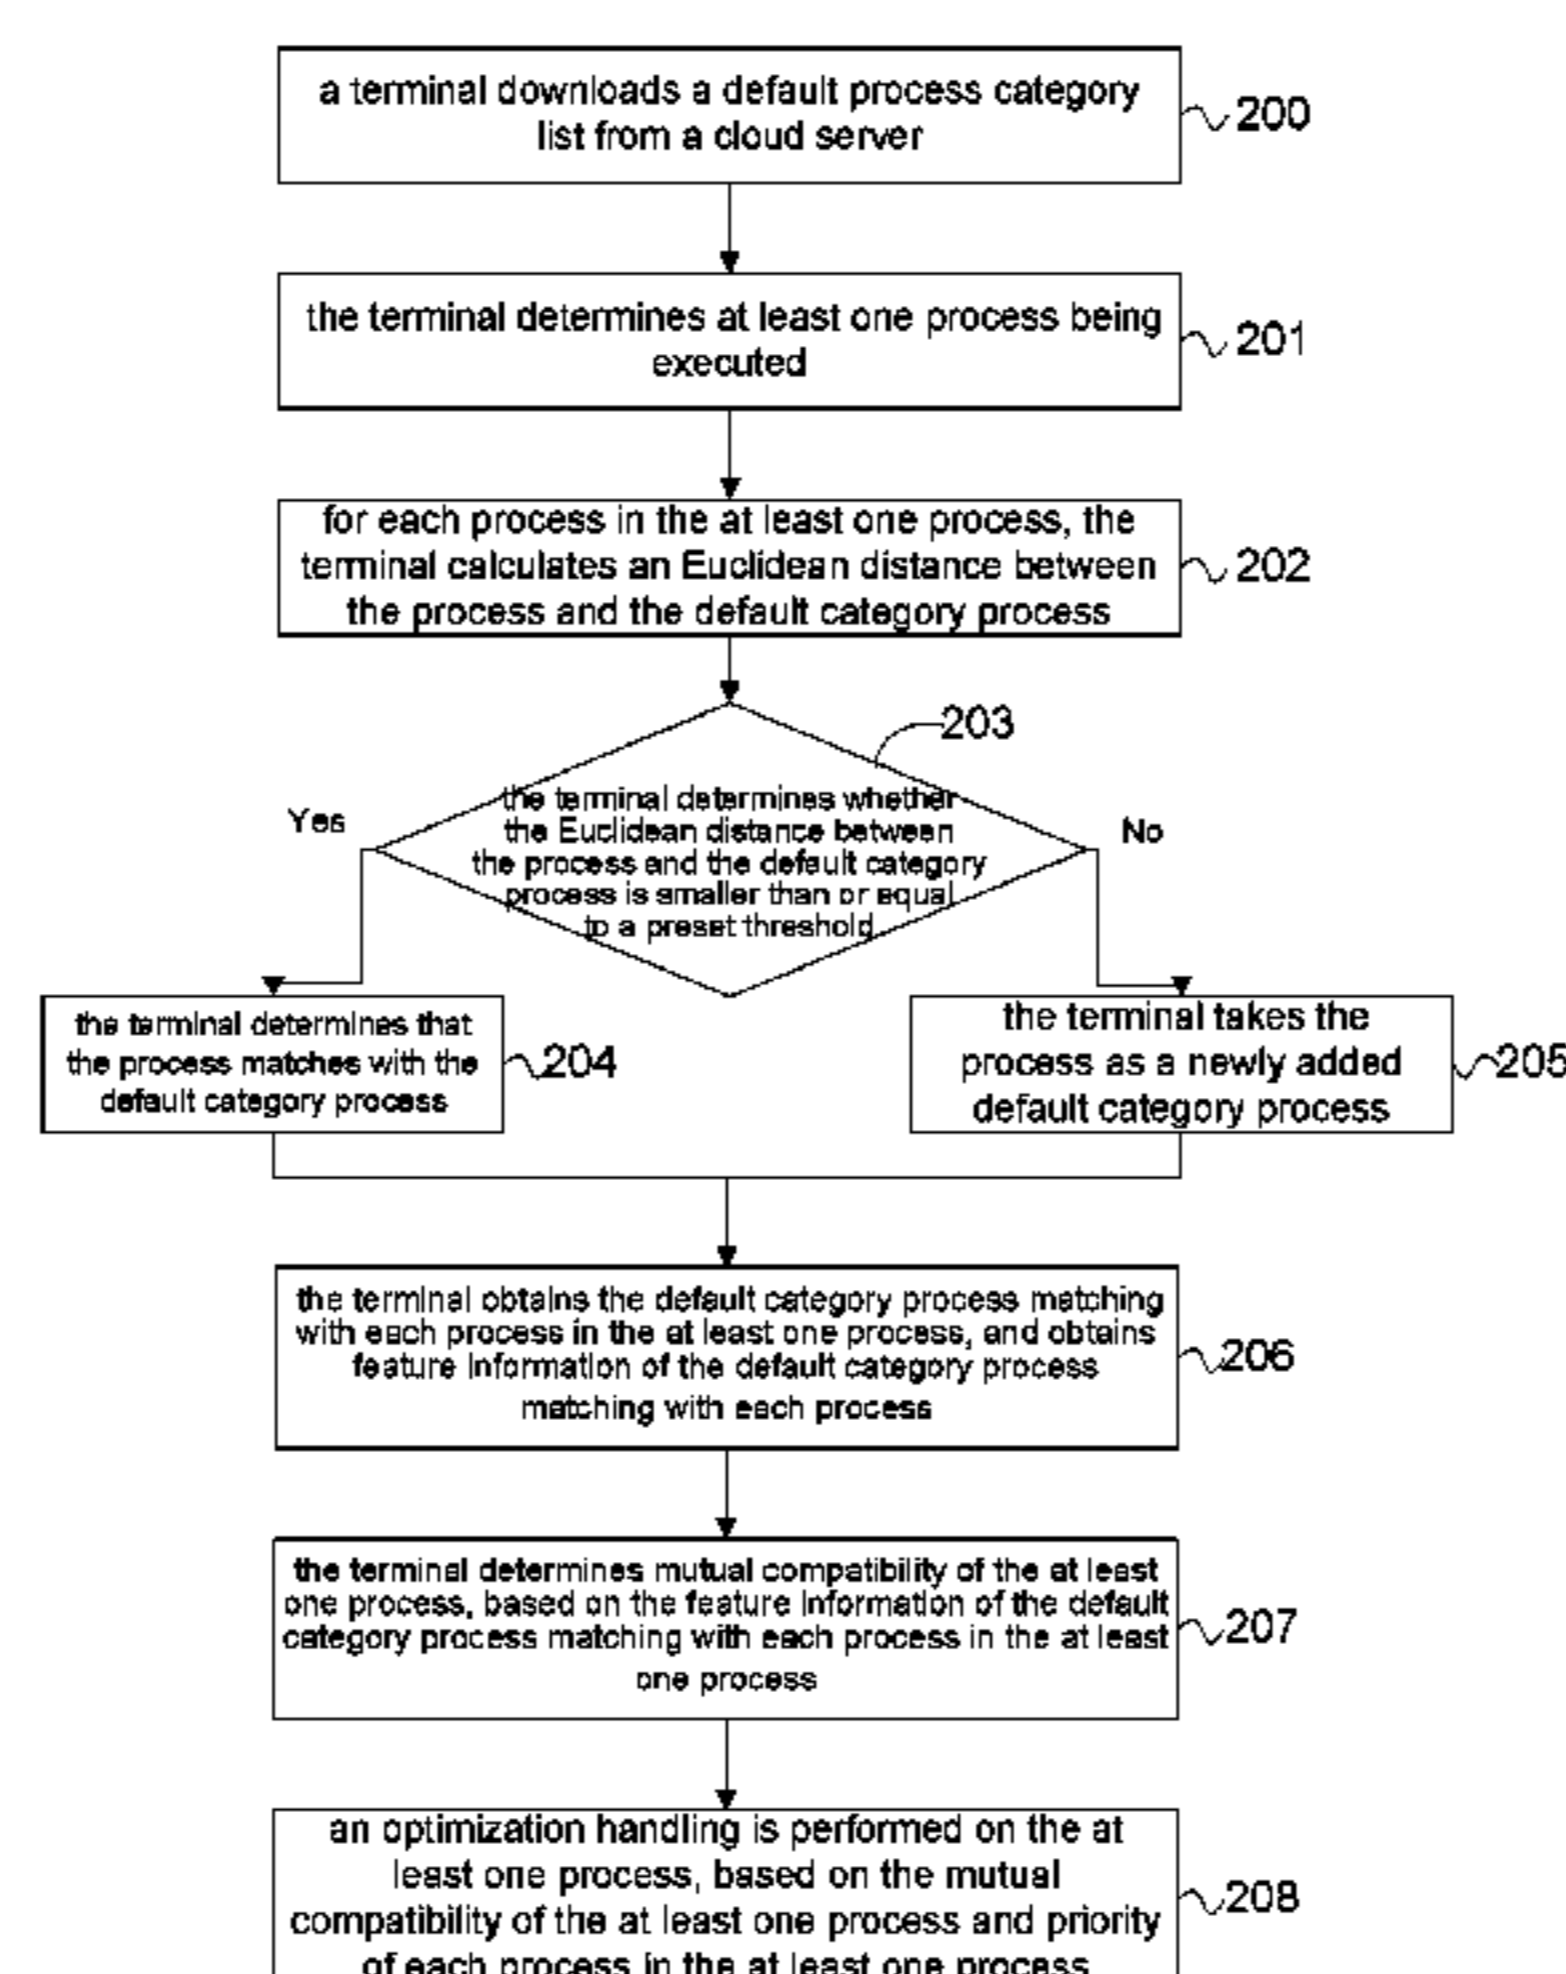 a terminal downloads a default process category
list from a cloud server
200
the terminal determines at least one process being
executed
201
for each process in the at least one process, the
terminal calculates an Euclidean distance between
the process and the default category process
202
203
Yes
the terminal determines whether
the Euclidean distance between
the process and the default category
process is smaller than or equal
to a preset threshold
No
the terminal determines that
the process matches with the
default category process
204
the terminal takes the
process as a newly added
default category process
205
the terminal obtains the default category process matching
with each process in the at least one process, and obtains
feature information of the default category process
matching with each process
206
the terminal determines mutual compatibility of the at least
one process, based on the feature information of the default
category process matching with each process in the at least
one process
207
an optimization handling is performed on the at
least one process, based on the mutual
compatibility of the at least one process and priority
of each process in the at least one process
208